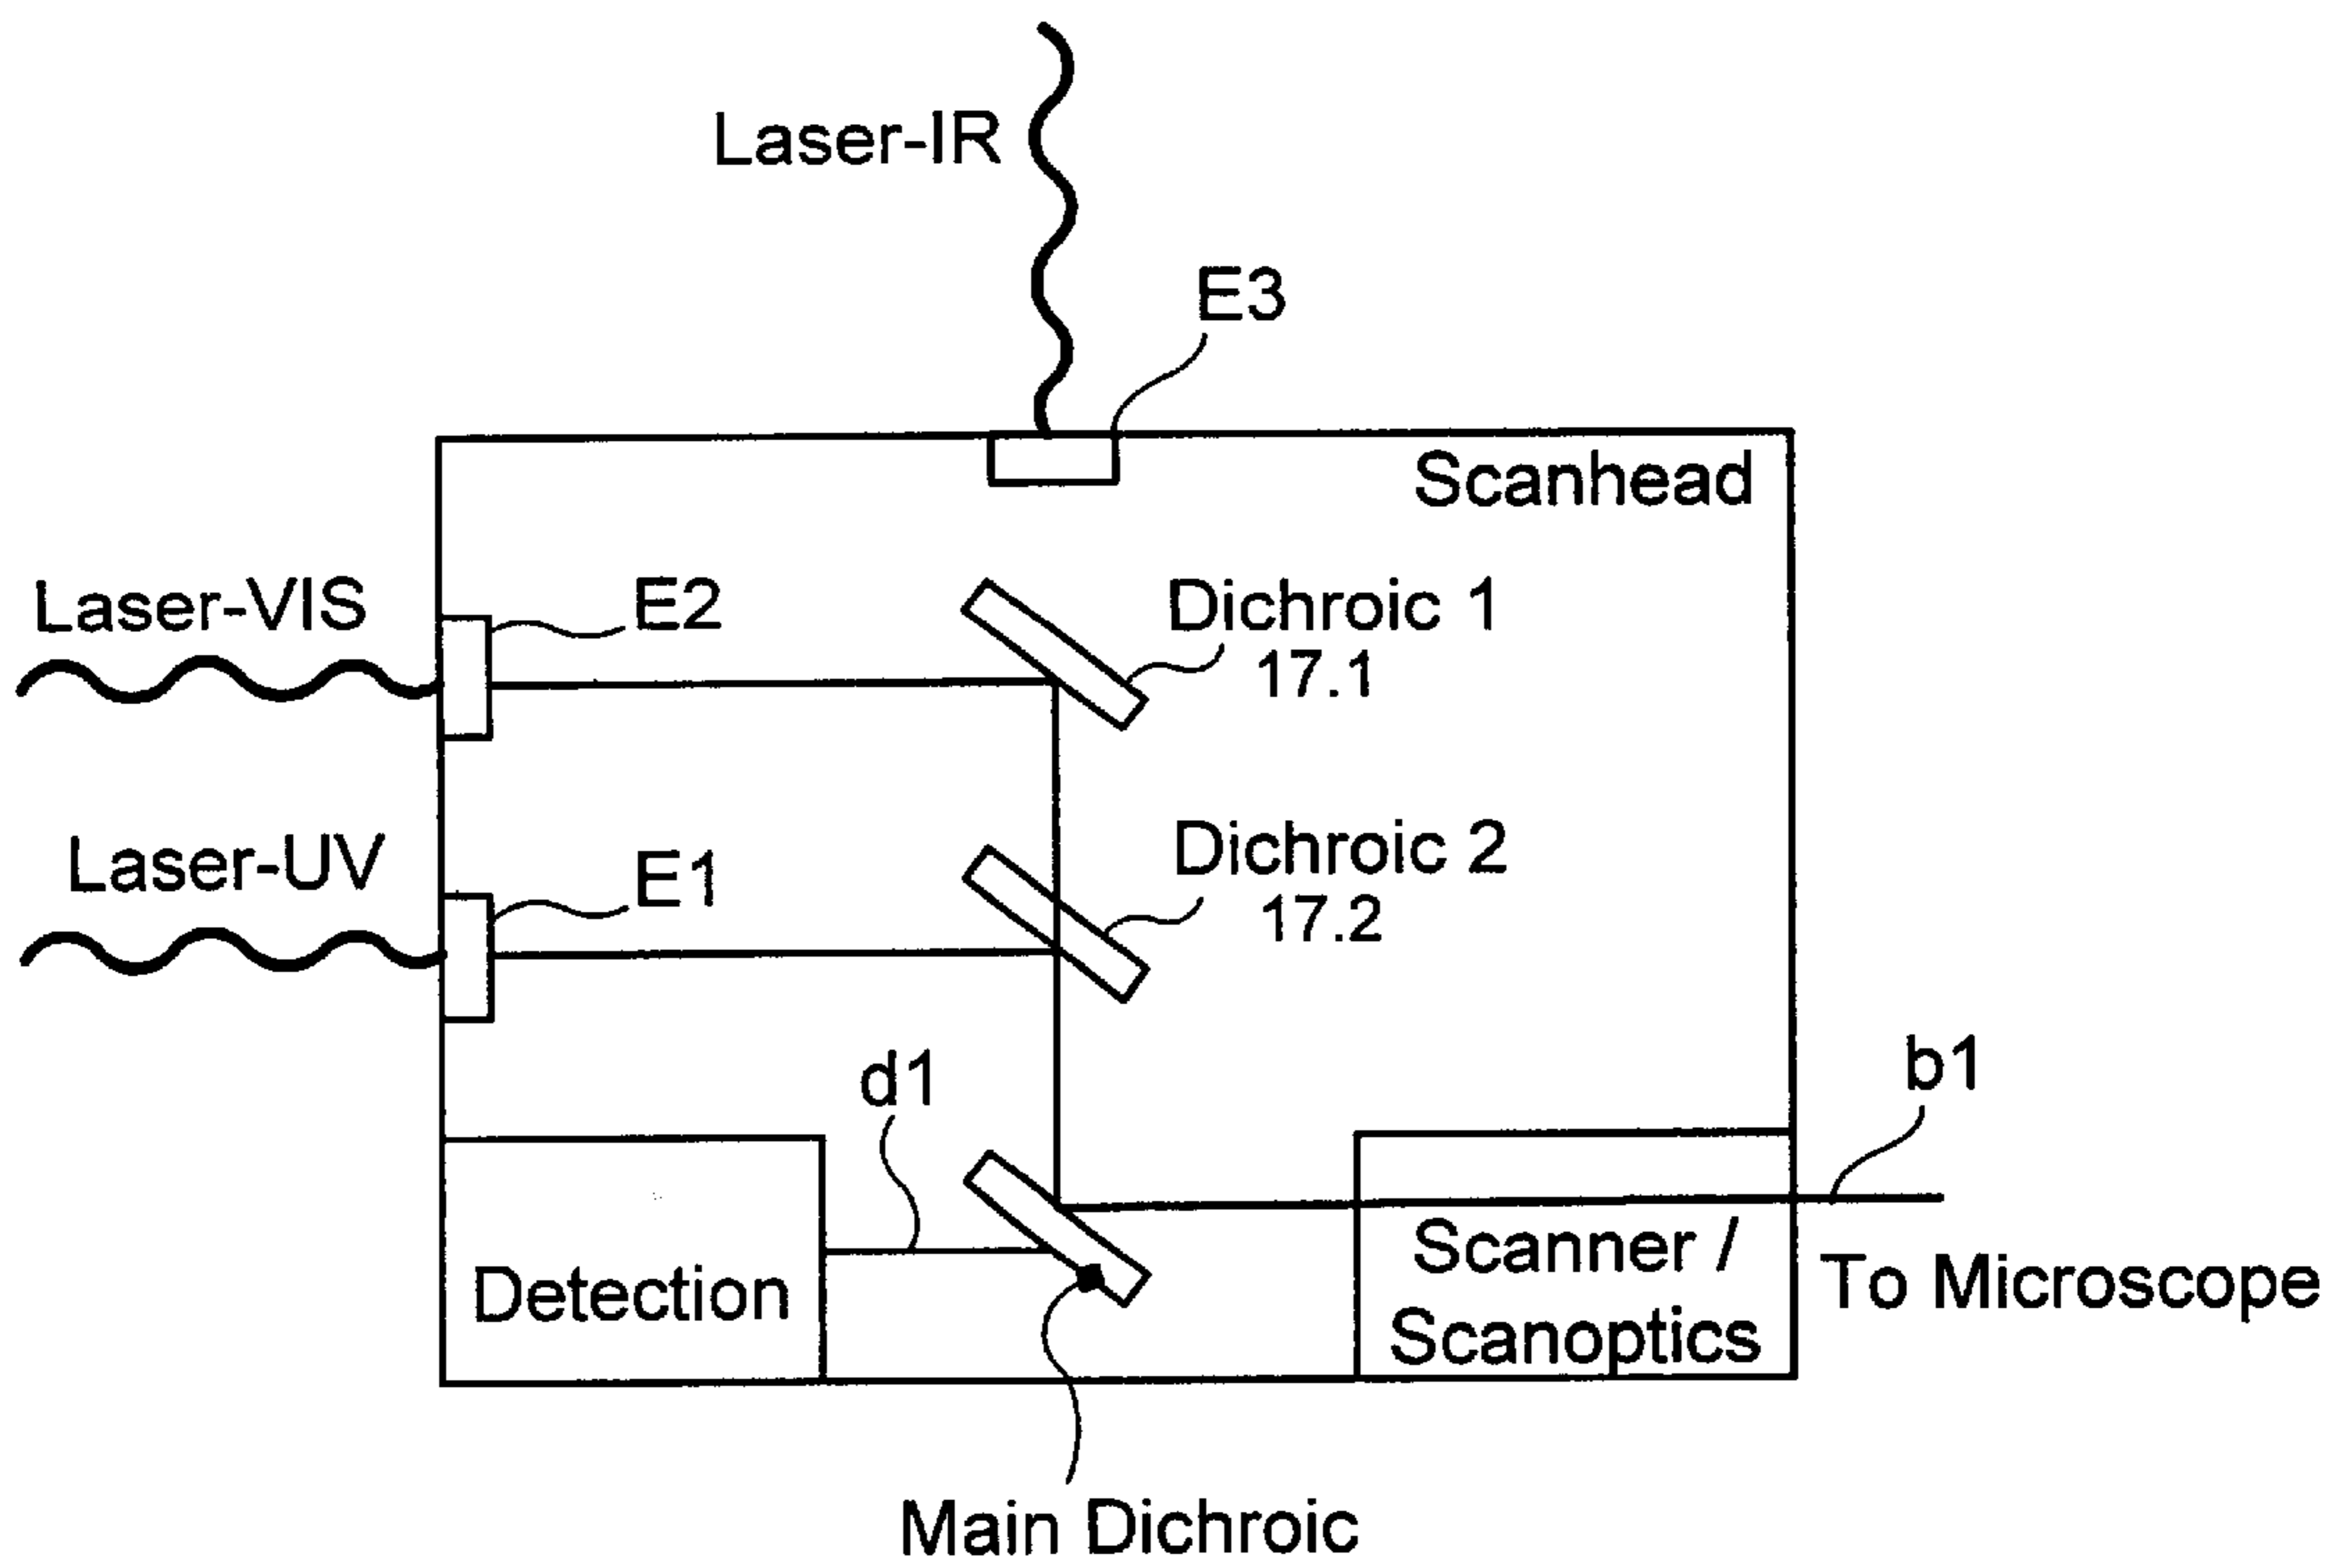 Laser-IR
E3
Scanhead
Laser-VIS
E2
Dichroic 1
17.1
Laser-UV
E1
Dichroic 2
17.2
d1
b1
Detection
Scanner /
Scanoptics
To Microscope
Main Dichroic